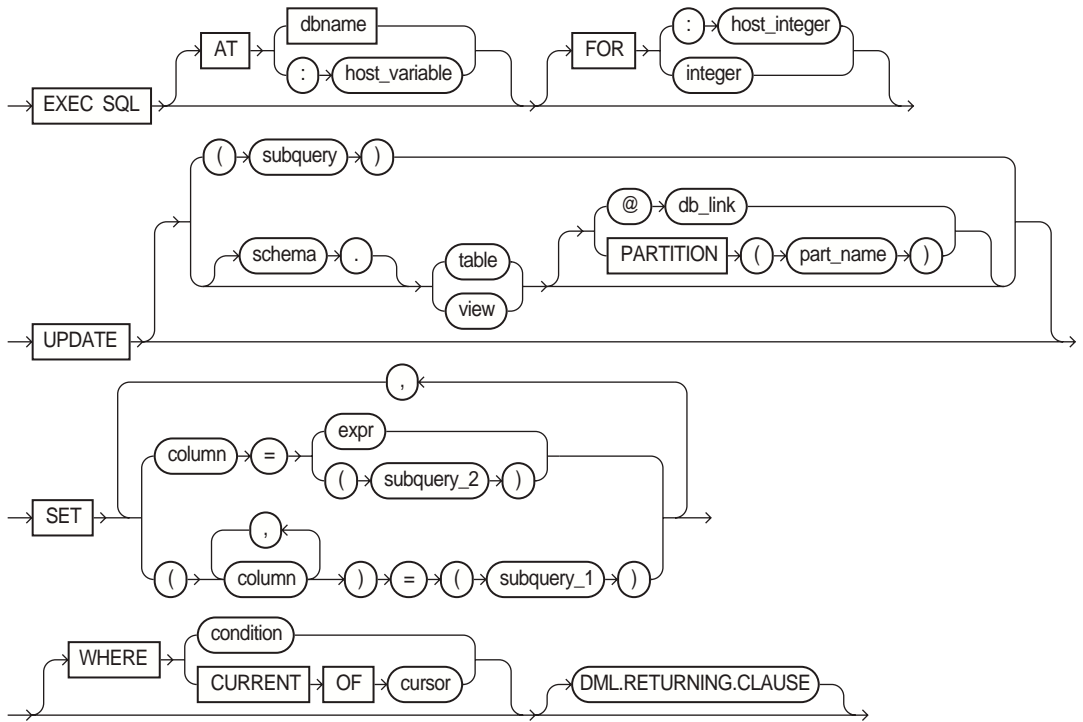 dbname
AT
: host_variable
: host_integer
FOR
integer
EXEC SQL
( subquery )
@ db_link
schema . table
PARTITION ( part_name )
view
UPDATE
,
expr
column =
( subquery_2 )
SET
,
( column ) = ( subquery_1 )
condition
WHERE
CURRENT OF cursor
DML.RETURNING.CLAUSE